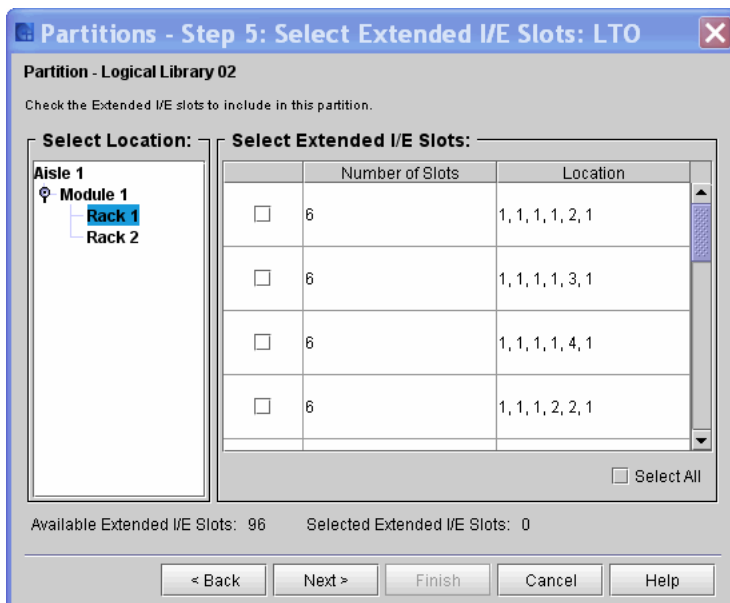 Partitions - Step 5: Select Extended I/E Slots: LTO
Partition - Logical Library 02
Check the Extended I/E slots to include in this partition.
Select Location:
Aisle 1
Module 1
Rack 1
Rack 2
Select Extended I/E Slots:
Number of Slots Location
6 1, 1, 1, 1, 2, 1
6 1, 1, 1, 1, 3, 1
6 1, 1, 1, 1, 4, 1
6 1, 1, 1, 2, 2, 1
Select All
Available Extended I/E Slots: 96 Selected Extended I/E Slots: 0
< Back Next > Finish Cancel Help